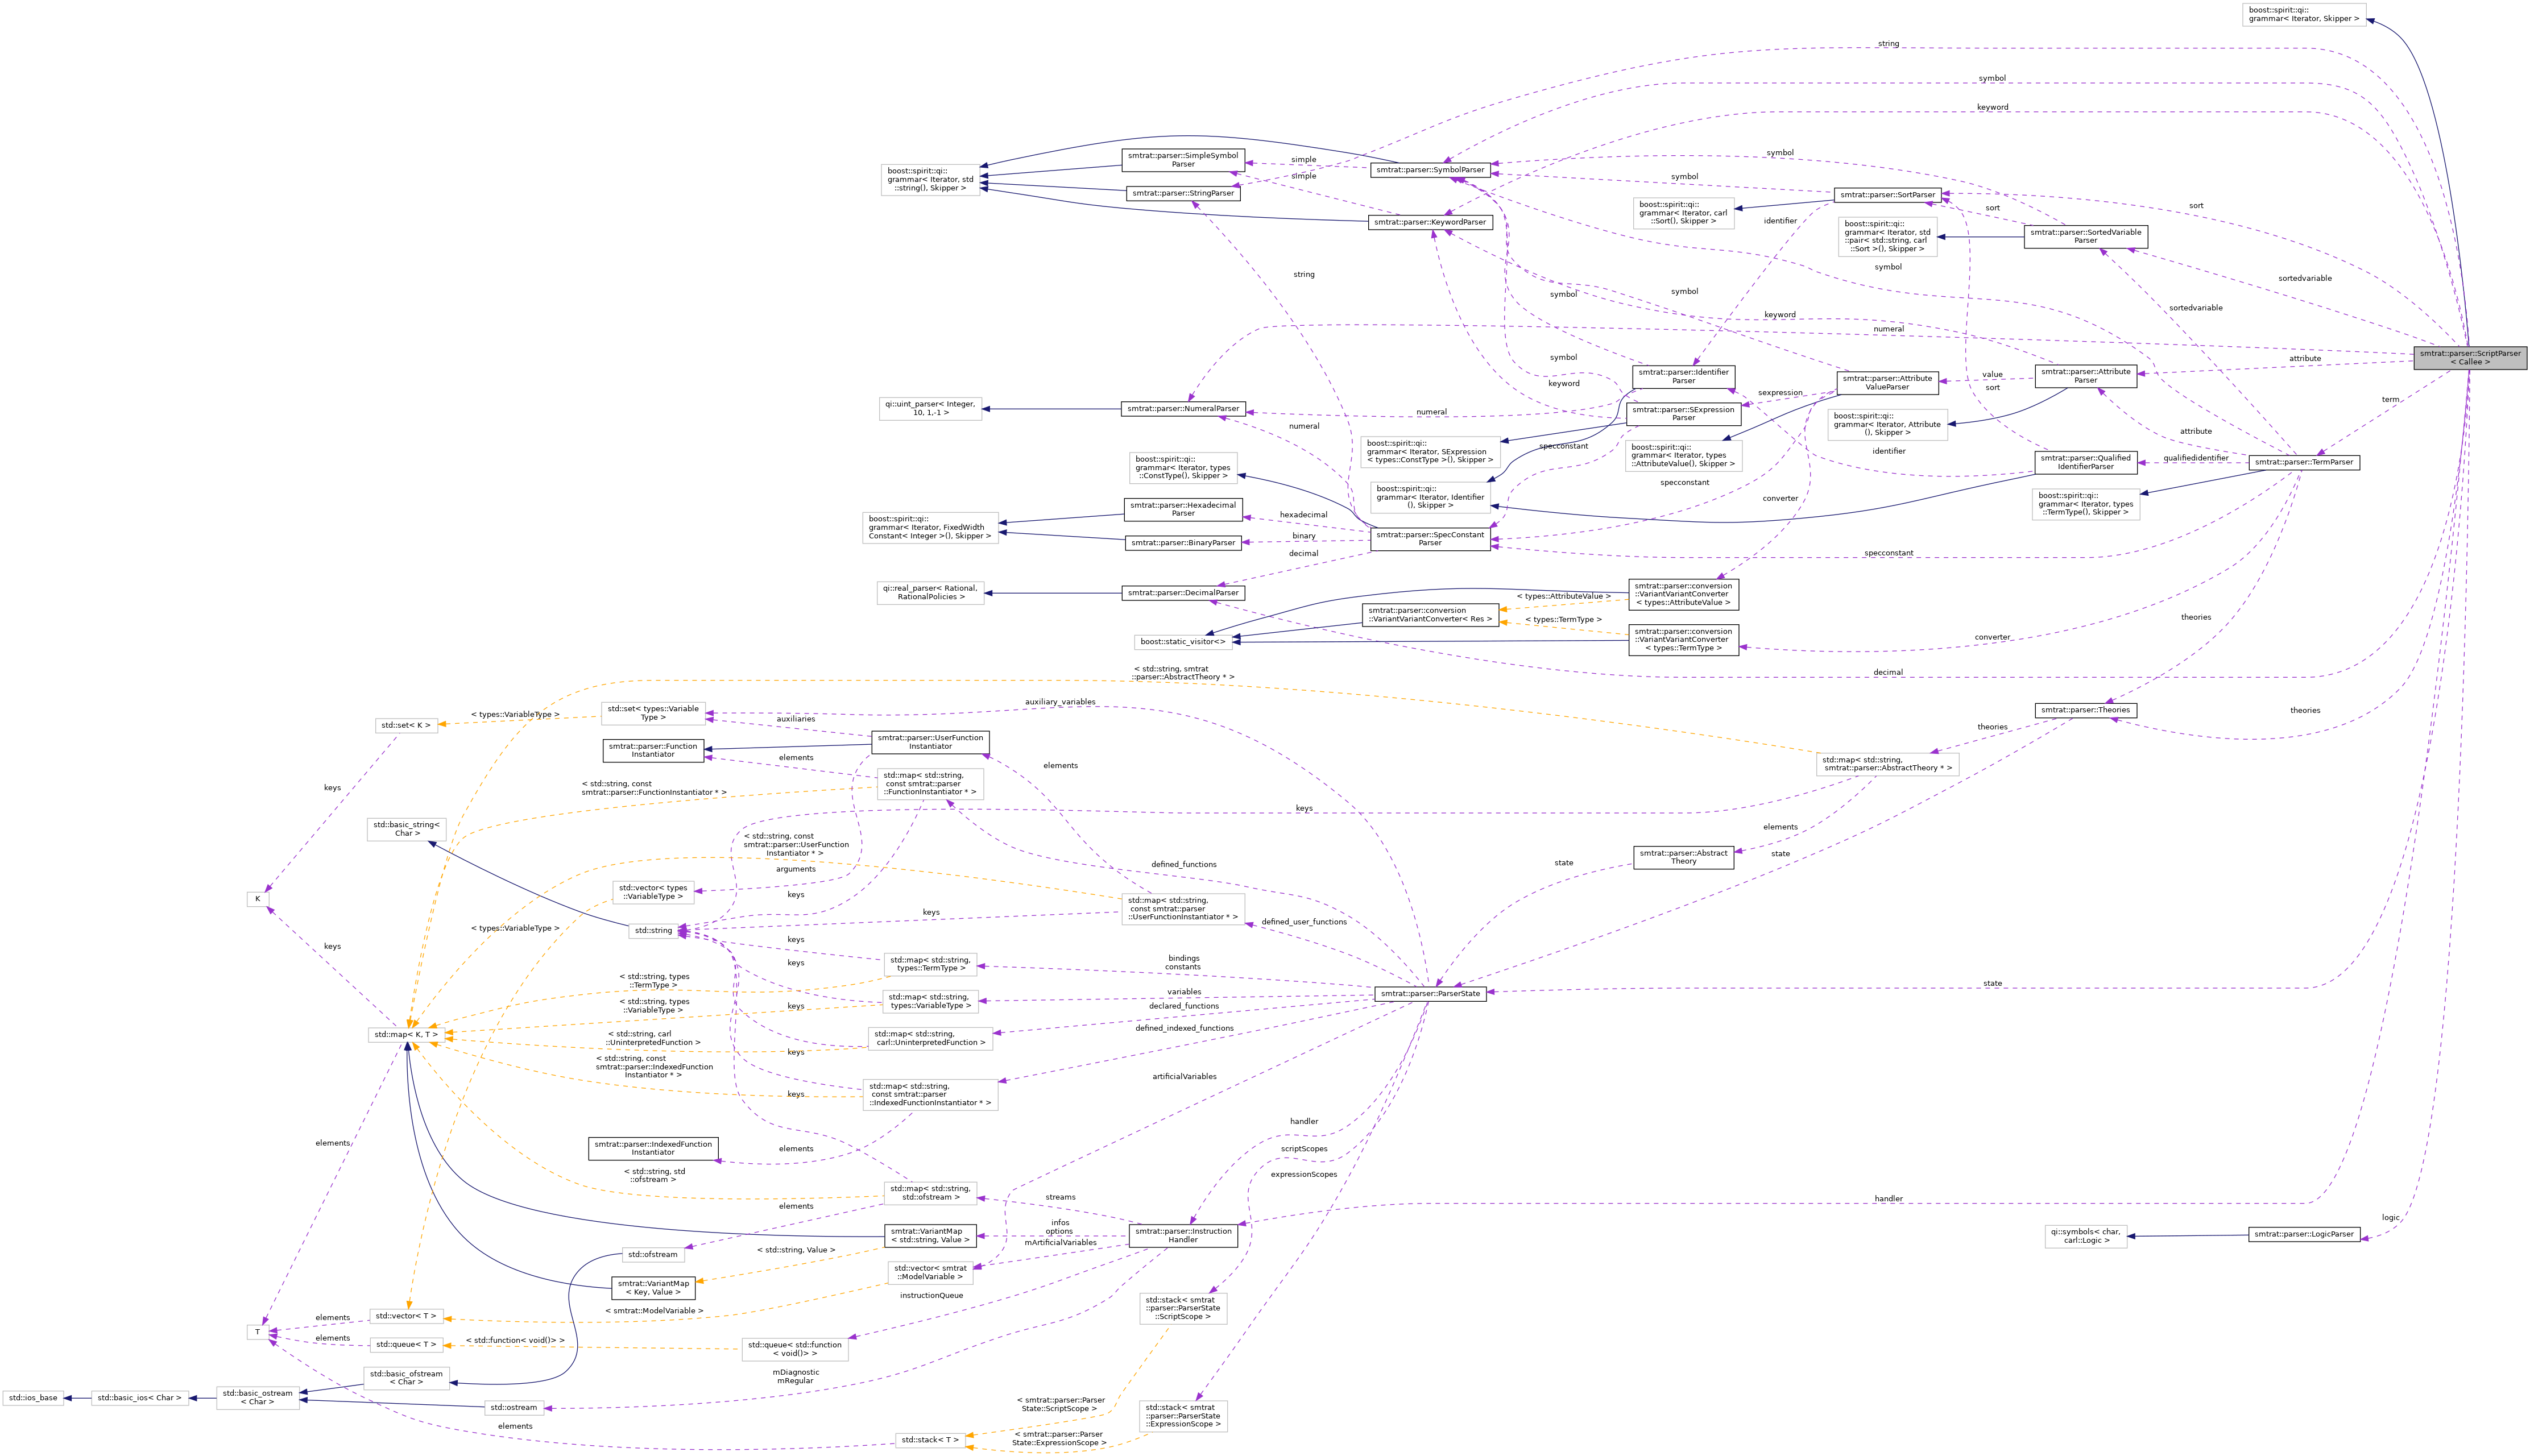 boost::spirit::qi::
grammar< Iterator, Skipper >
string
symbol
keyword
smtrat::parser::SimpleSymbol
Parser
simple
smtrat::parser::SymbolParser
symbol
boost::spirit::qi::
grammar< Iterator, std
::string(), Skipper >
simple
symbol
smtrat::parser::StringParser
smtrat::parser::SortParser
boost::spirit::qi::
grammar< Iterator, carl
::Sort(), Skipper >
sort
sort
smtrat::parser::KeywordParser
identifier
boost::spirit::qi::
grammar< Iterator, std
::pair< std::string, carl
::Sort >(), Skipper >
smtrat::parser::SortedVariable
Parser
string
symbol
sortedvariable
symbol
symbol
sortedvariable
keyword
numeral
smtrat::parser::ScriptParser
< Callee >
symbol
attribute
smtrat::parser::Identifier
Parser
smtrat::parser::Attribute
ValueParser
value
smtrat::parser::Attribute
Parser
keyword
sexpression
sort
term
qi::uint_parser< Integer,
10, 1,-1 >
smtrat::parser::NumeralParser
numeral
smtrat::parser::SExpression
Parser
boost::spirit::qi::
grammar< Iterator, Attribute
(), Skipper >
numeral
attribute
boost::spirit::qi::
grammar< Iterator, SExpression
< types::ConstType >(), Skipper >
specconstant
boost::spirit::qi::
grammar< Iterator, types
::AttributeValue(), Skipper >
identifier
smtrat::parser::Qualified
IdentifierParser
qualifiedidentifier
smtrat::parser::TermParser
boost::spirit::qi::
grammar< Iterator, types
::ConstType(), Skipper >
specconstant
boost::spirit::qi::
grammar< Iterator, Identifier
(), Skipper >
converter
boost::spirit::qi::
grammar< Iterator, types
::TermType(), Skipper >
smtrat::parser::Hexadecimal
Parser
hexadecimal
boost::spirit::qi::
grammar< Iterator, FixedWidth
Constant< Integer >(), Skipper >
binary
smtrat::parser::BinaryParser
smtrat::parser::SpecConstant
Parser
decimal
specconstant
qi::real_parser< Rational,
RationalPolicies >
smtrat::parser::DecimalParser
smtrat::parser::conversion
::VariantVariantConverter
< types::AttributeValue >
< types::AttributeValue >
smtrat::parser::conversion
::VariantVariantConverter< Res >
< types::TermType >
theories
boost::static_visitor<>
smtrat::parser::conversion
::VariantVariantConverter
< types::TermType >
converter
< std::string, smtrat
::parser::AbstractTheory * >
decimal
auxiliary_variables
std::set< K >
< types::VariableType >
std::set< types::Variable
Type >
auxiliaries
smtrat::parser::Theories
theories
theories
smtrat::parser::Function
Instantiator
smtrat::parser::UserFunction
Instantiator
elements
elements
std::map< std::string,
smtrat::parser::AbstractTheory * >
keys
< std::string, const
smtrat::parser::FunctionInstantiator * >
std::map< std::string,
const smtrat::parser
::FunctionInstantiator * >
keys
std::basic_string<
Char >
< std::string, const
smtrat::parser::UserFunction
Instantiator * >
elements
state
smtrat::parser::Abstract
Theory
state
arguments
defined_functions
K
std::vector< types
::VariableType >
keys
std::map< std::string,
const smtrat::parser
::UserFunctionInstantiator * >
keys
defined_user_functions
< types::VariableType >
std::string
keys
keys
std::map< std::string,
types::TermType >
bindings
constants
keys
< std::string, types
::TermType >
variables
smtrat::parser::ParserState
state
< std::string, types
::VariableType >
keys
std::map< std::string,
types::VariableType >
declared_functions
std::map< K, T >
< std::string, carl
::UninterpretedFunction >
std::map< std::string,
carl::UninterpretedFunction >
defined_indexed_functions
keys
< std::string, const
smtrat::parser::IndexedFunction
Instantiator * >
keys
std::map< std::string,
const smtrat::parser
::IndexedFunctionInstantiator * >
artificialVariables
elements
smtrat::parser::IndexedFunction
Instantiator
elements
handler
scriptScopes
expressionScopes
< std::string, std
::ofstream >
std::map< std::string,
std::ofstream >
streams
handler
elements
smtrat::VariantMap
< std::string, Value >
infos
options
smtrat::parser::Instruction
Handler
logic
mArtificialVariables
qi::symbols< char,
carl::Logic >
smtrat::parser::LogicParser
std::ofstream
< std::string, Value >
std::vector< smtrat
::ModelVariable >
smtrat::VariantMap
< Key, Value >
instructionQueue
std::stack< smtrat
::parser::ParserState
::ScriptScope >
elements
std::vector< T >
< smtrat::ModelVariable >
T
elements
std::queue< T >
< std::function< void()> >
std::queue< std::function
< void()> >
std::basic_ofstream
< Char >
mDiagnostic
mRegular
std::ios_base
std::basic_ios< Char >
std::basic_ostream
< Char >
std::ostream
< smtrat::parser::Parser
State::ScriptScope >
std::stack< smtrat
::parser::ParserState
::ExpressionScope >
elements
std::stack< T >
< smtrat::parser::Parser
State::ExpressionScope >